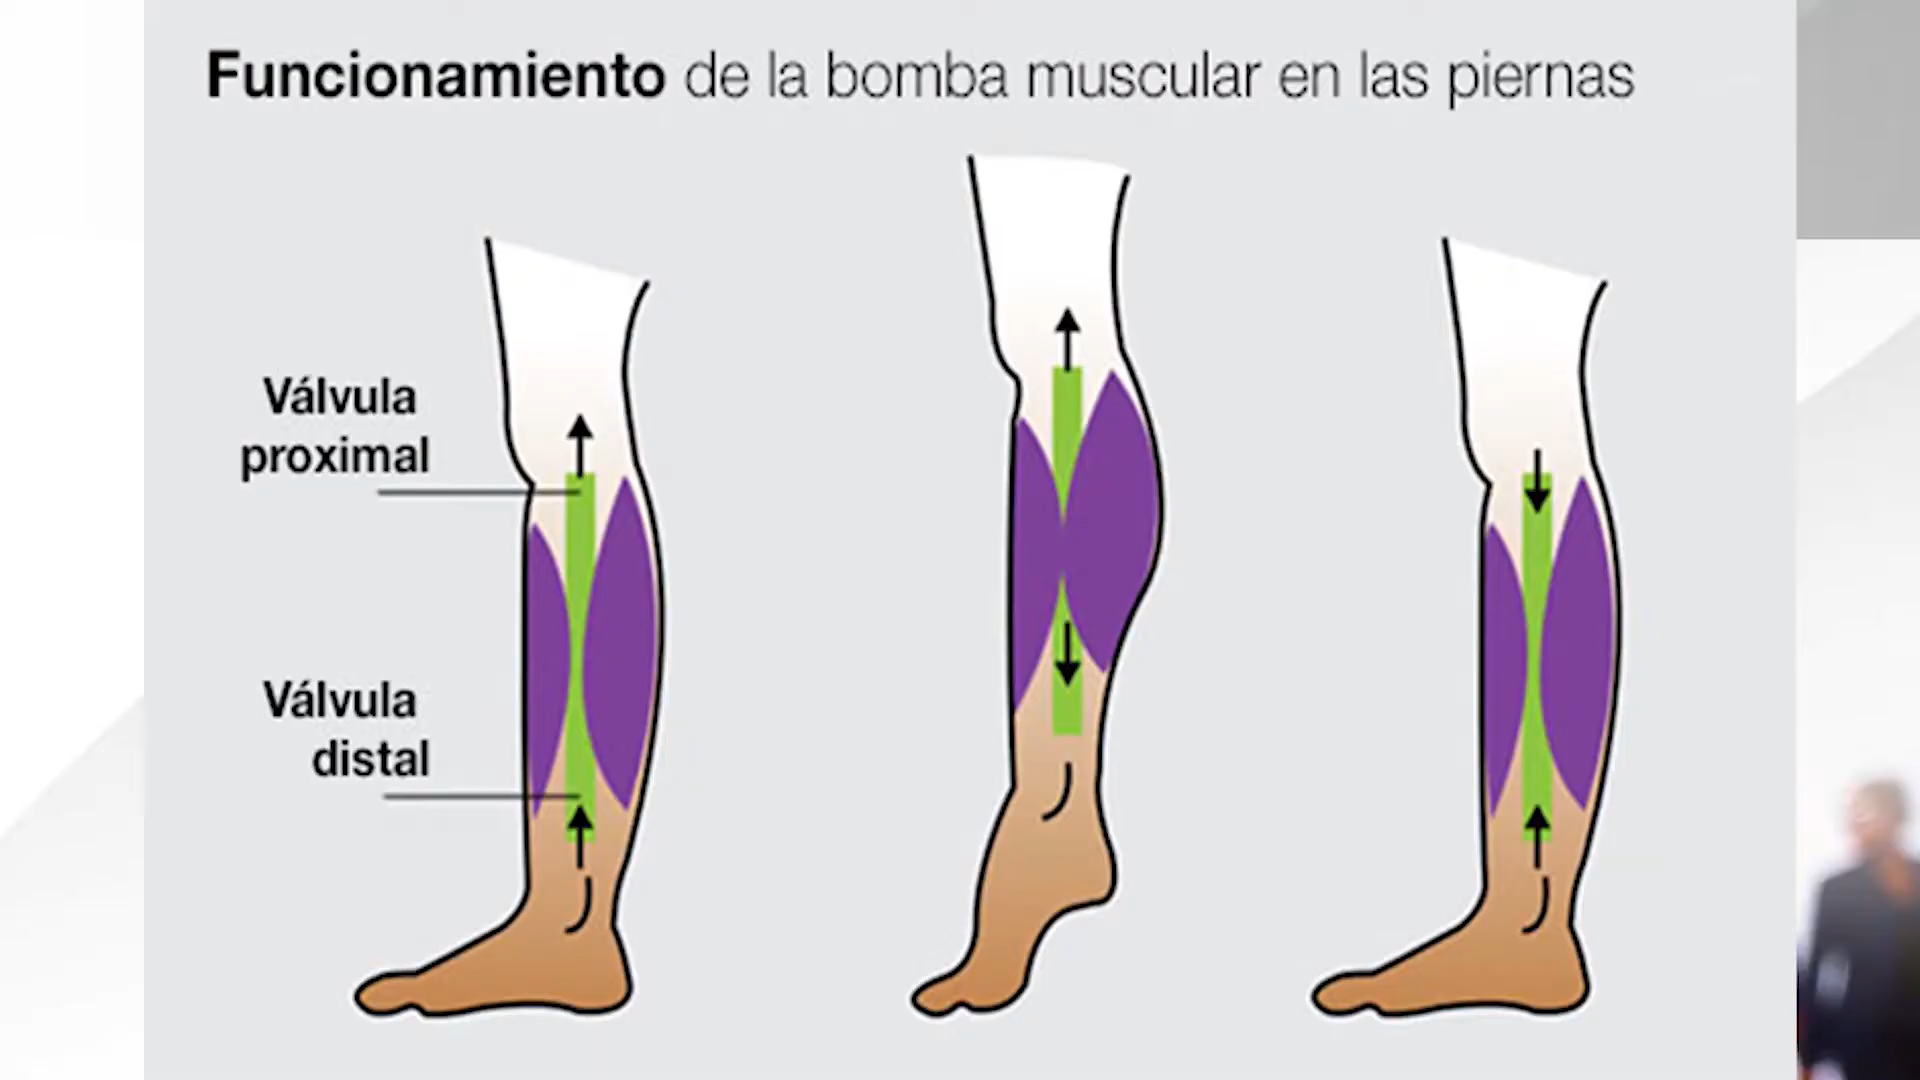 Funcionamiento de la bomba muscular en las piernas
Válvula
proximal
Válvula
distal